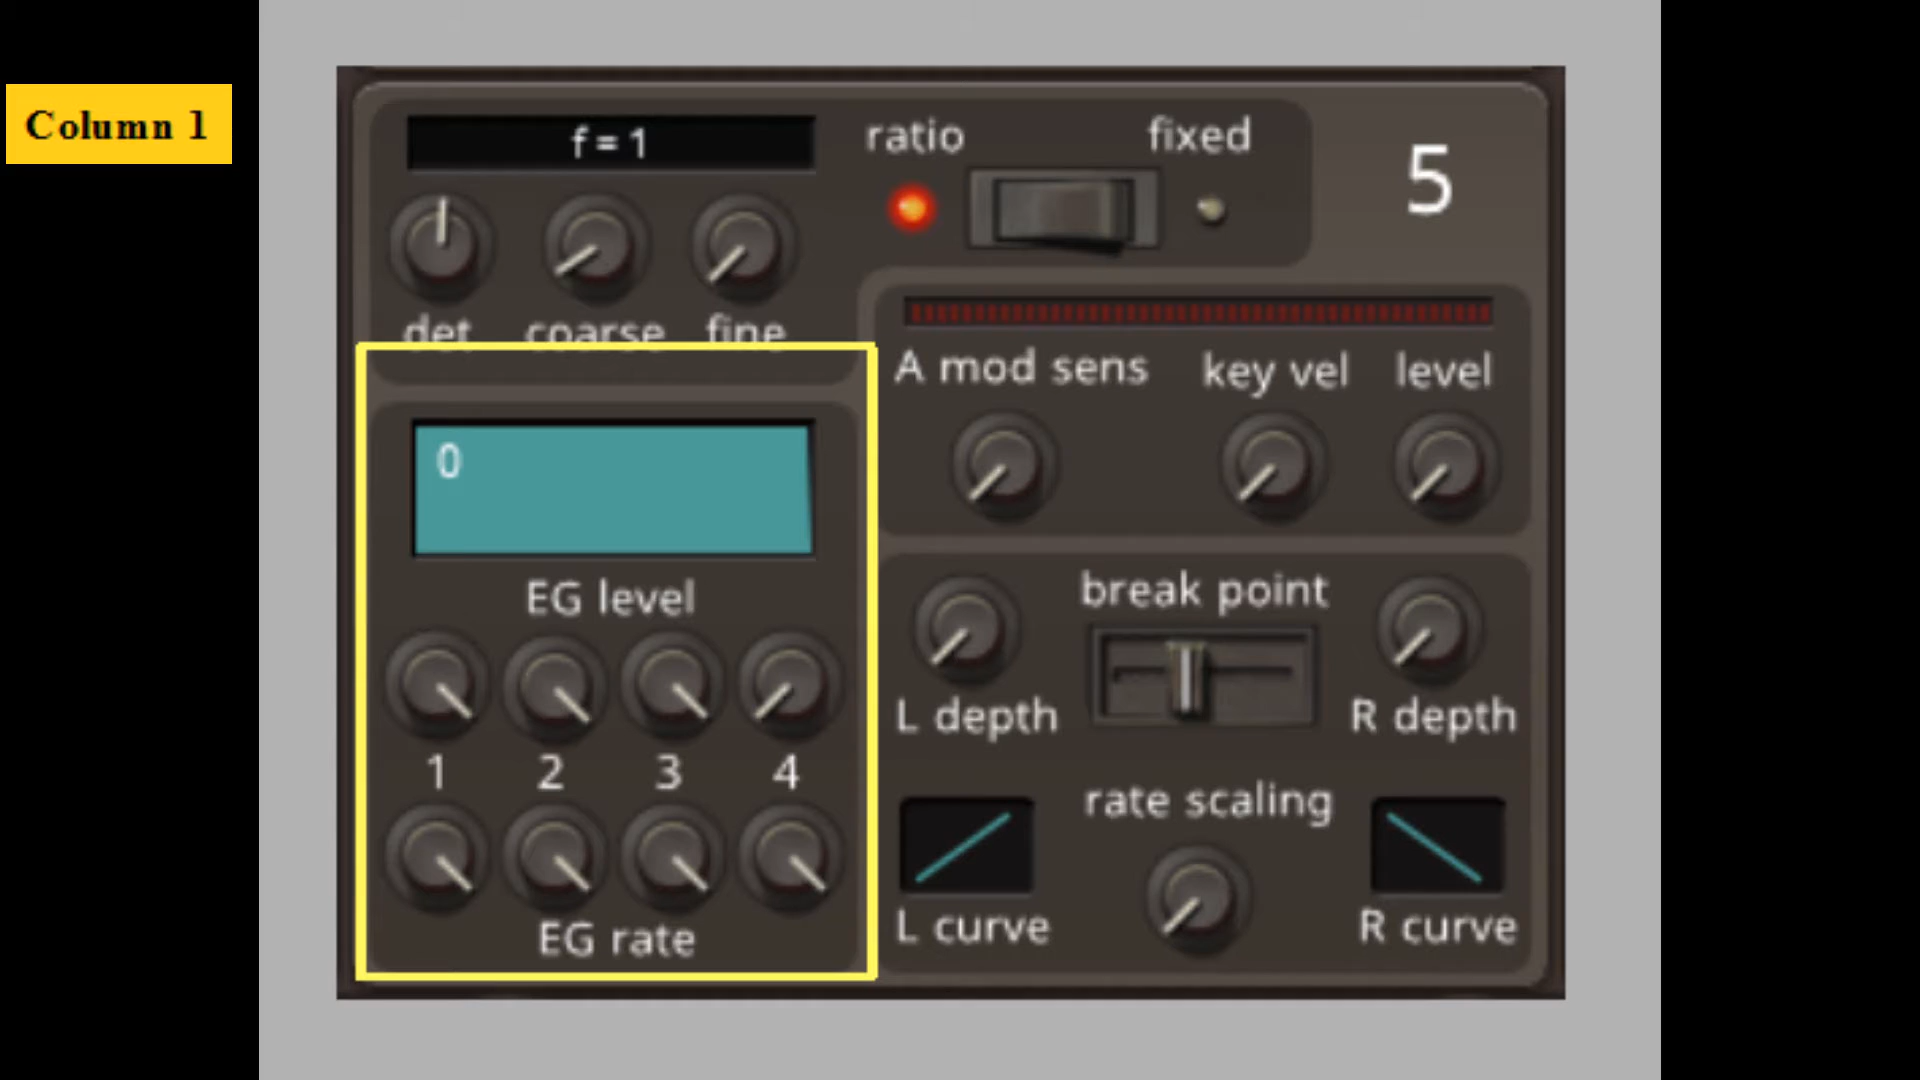 Column 1
f = 1
ratio
fixed
5
det
coarse
fine
A mod sens
key vel
level
0
EG level
1
2
3
4
EG rate
break point
L depth
R depth
rate scaling
L curve
R curve